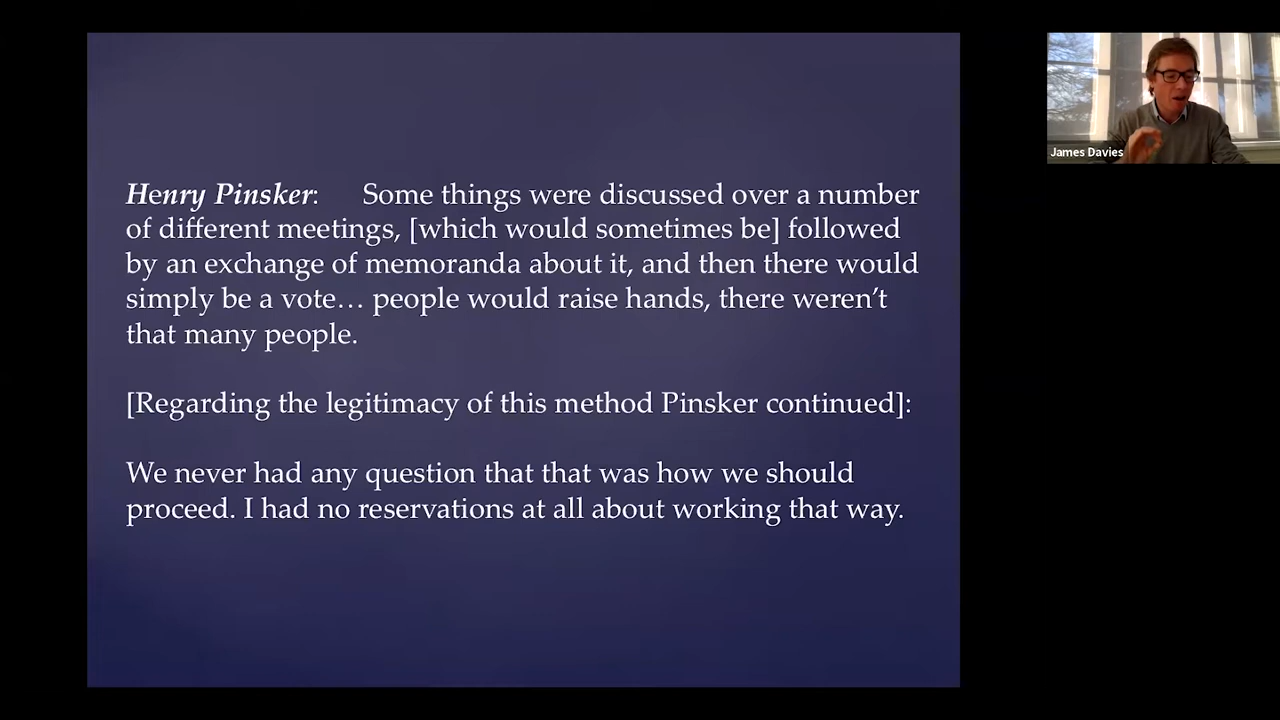 Henry Pinsker: Some things were discussed over a number
of different meetings, [which would sometimes be] followed
by an exchange of memoranda about it, and then there would
simply be a vote… people would raise hands, there weren’t
that many people.
[Regarding the legitimacy of this method Pinsker continued]:
We never had any question that that was how we should
proceed. I had no reservations at all about working that way.
James Davies